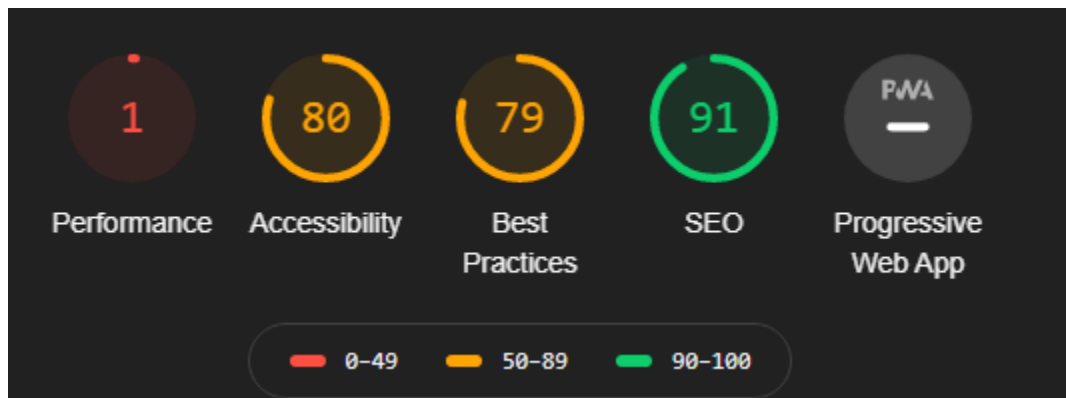 1
80
79
91
PWA
Performance
Accessibility
Best
Practices
SEO
Progressive
Web App
0–49
50–89
90–100